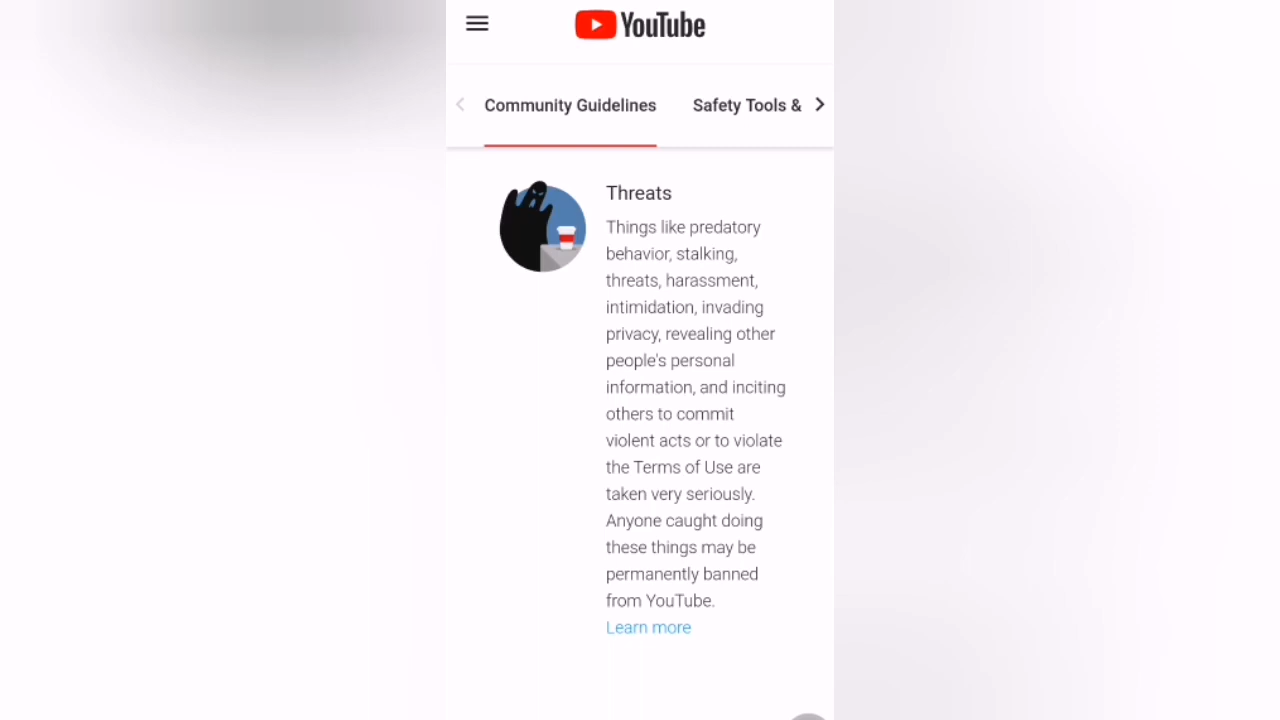 YouTube
Community Guidelines
Safety Tools &
Threats
Things like predatory
behavior, stalking,
threats, harassment,
intimidation, invading
privacy, revealing other
people's personal
information, and inciting
others to commit
violent acts or to violate
the Terms of Use are
taken very seriously.
Anyone caught doing
these things may be
permanently banned
from YouTube.
Learn more